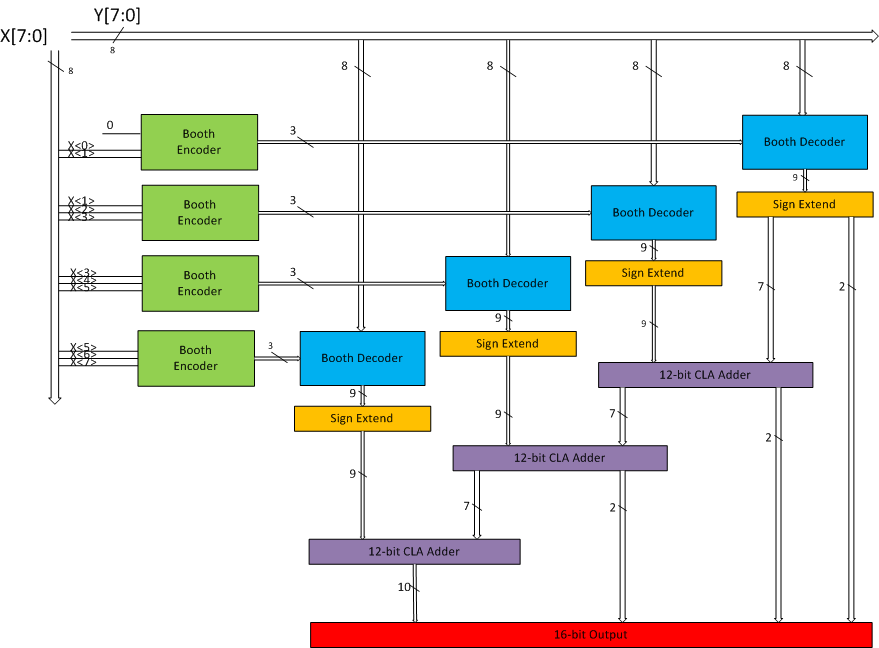 Y[7:0]
X[7:0]
8
8
8
8
8
8
0
X<0>
X<1>
Booth
Encoder
3
Booth Decoder
9
X<1>
X<2>
X<3>
Booth
Encoder
3
Booth Decoder
Sign Extend
9
X<3>
X<4>
X<5>
Booth
Encoder
3
Booth Decoder
Sign Extend
7
2
9
9
X<5>
X<6>
X<7>
Booth
Encoder
3
Booth Decoder
Sign Extend
12-bit CLA Adder
9
Sign Extend
9
7
2
12-bit CLA Adder
9
7
2
12-bit CLA Adder
10
16-bit Output